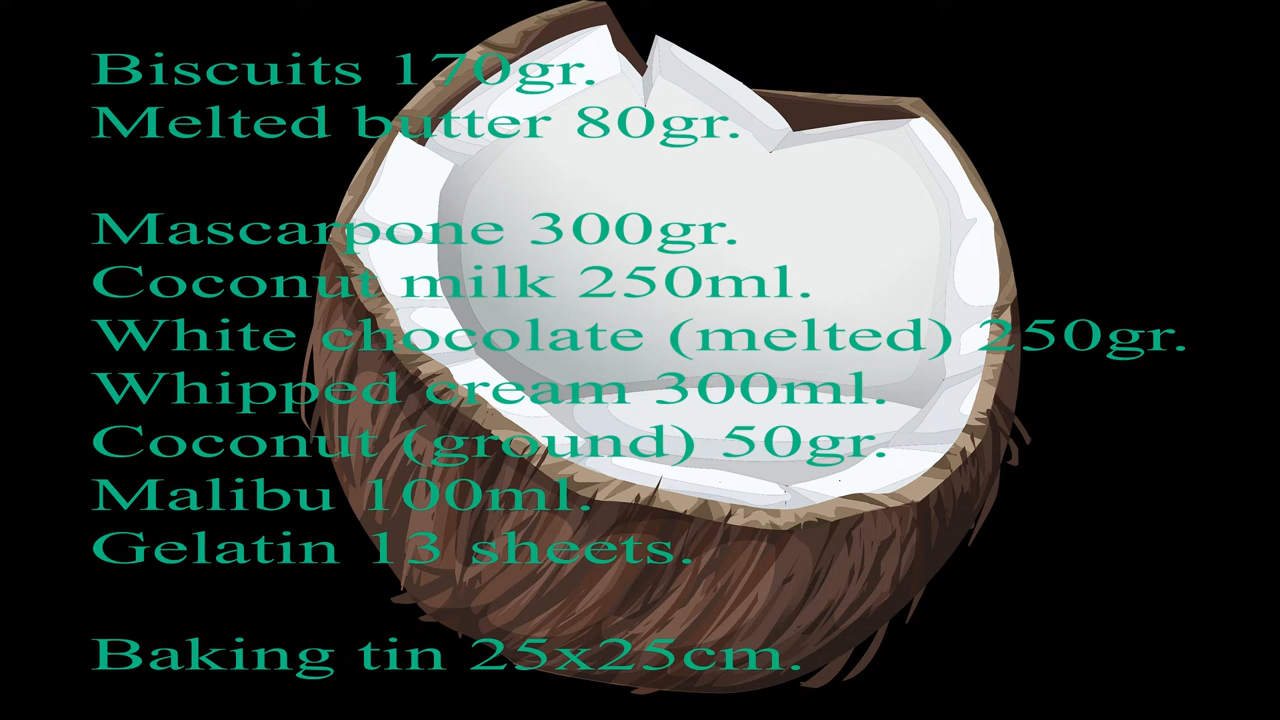 Biscuits 170gr.
Melted butter 80gr.
Mascarpone 300gr.
Coconut milk 250ml.
White chocolate (melted) 250gr.
Whipped cream 300ml.
Coconut (ground) 50gr.
Malibu 100ml.
Gelatin 13 sheets.
Baking tin 25x25cm.